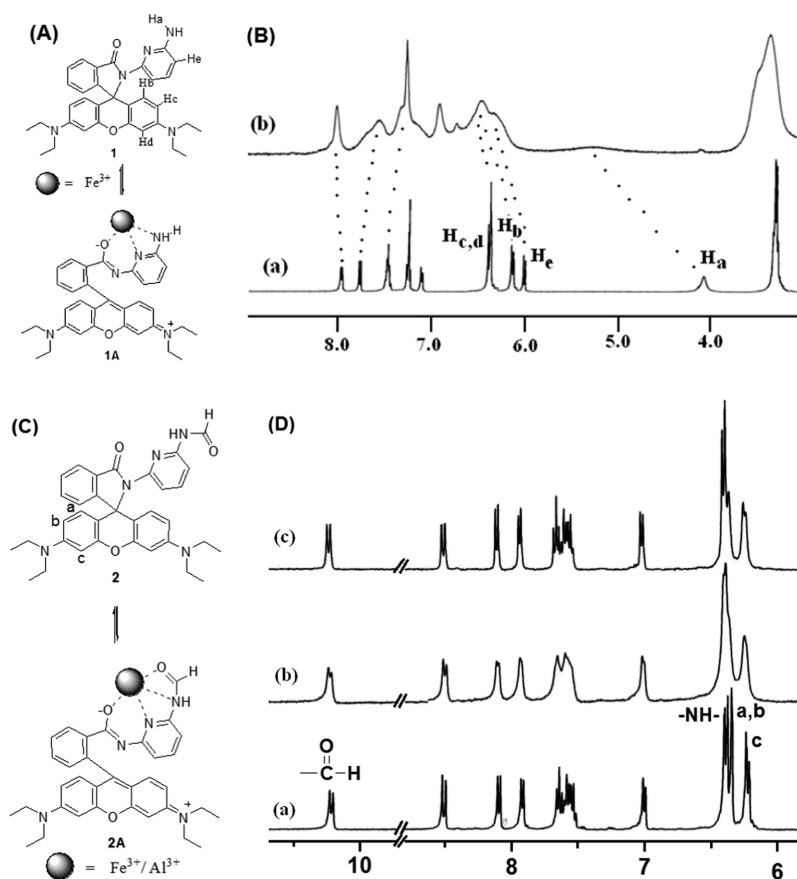 (A)
Ha
NH
O
N
N
He
Hb
Hc
Hd
N
O
N
1
= Fe3+
-O
N
N
H
N
N
O
N+
1A
(B)
(b)
(a)
Hc,d
Hb
He
Ha
8.0 7.0 6.0 5.0 4.0
(C)
H
HN
O
O
N
N
a
b
c
N
O
N
2
O
H
-O
N
NH
N
N
O
N+
2A
= Fe3+/Al3+
(D)
(c)
(b)
(a)
O
–C–H
-NH-
a,b
c
10 8 7 6